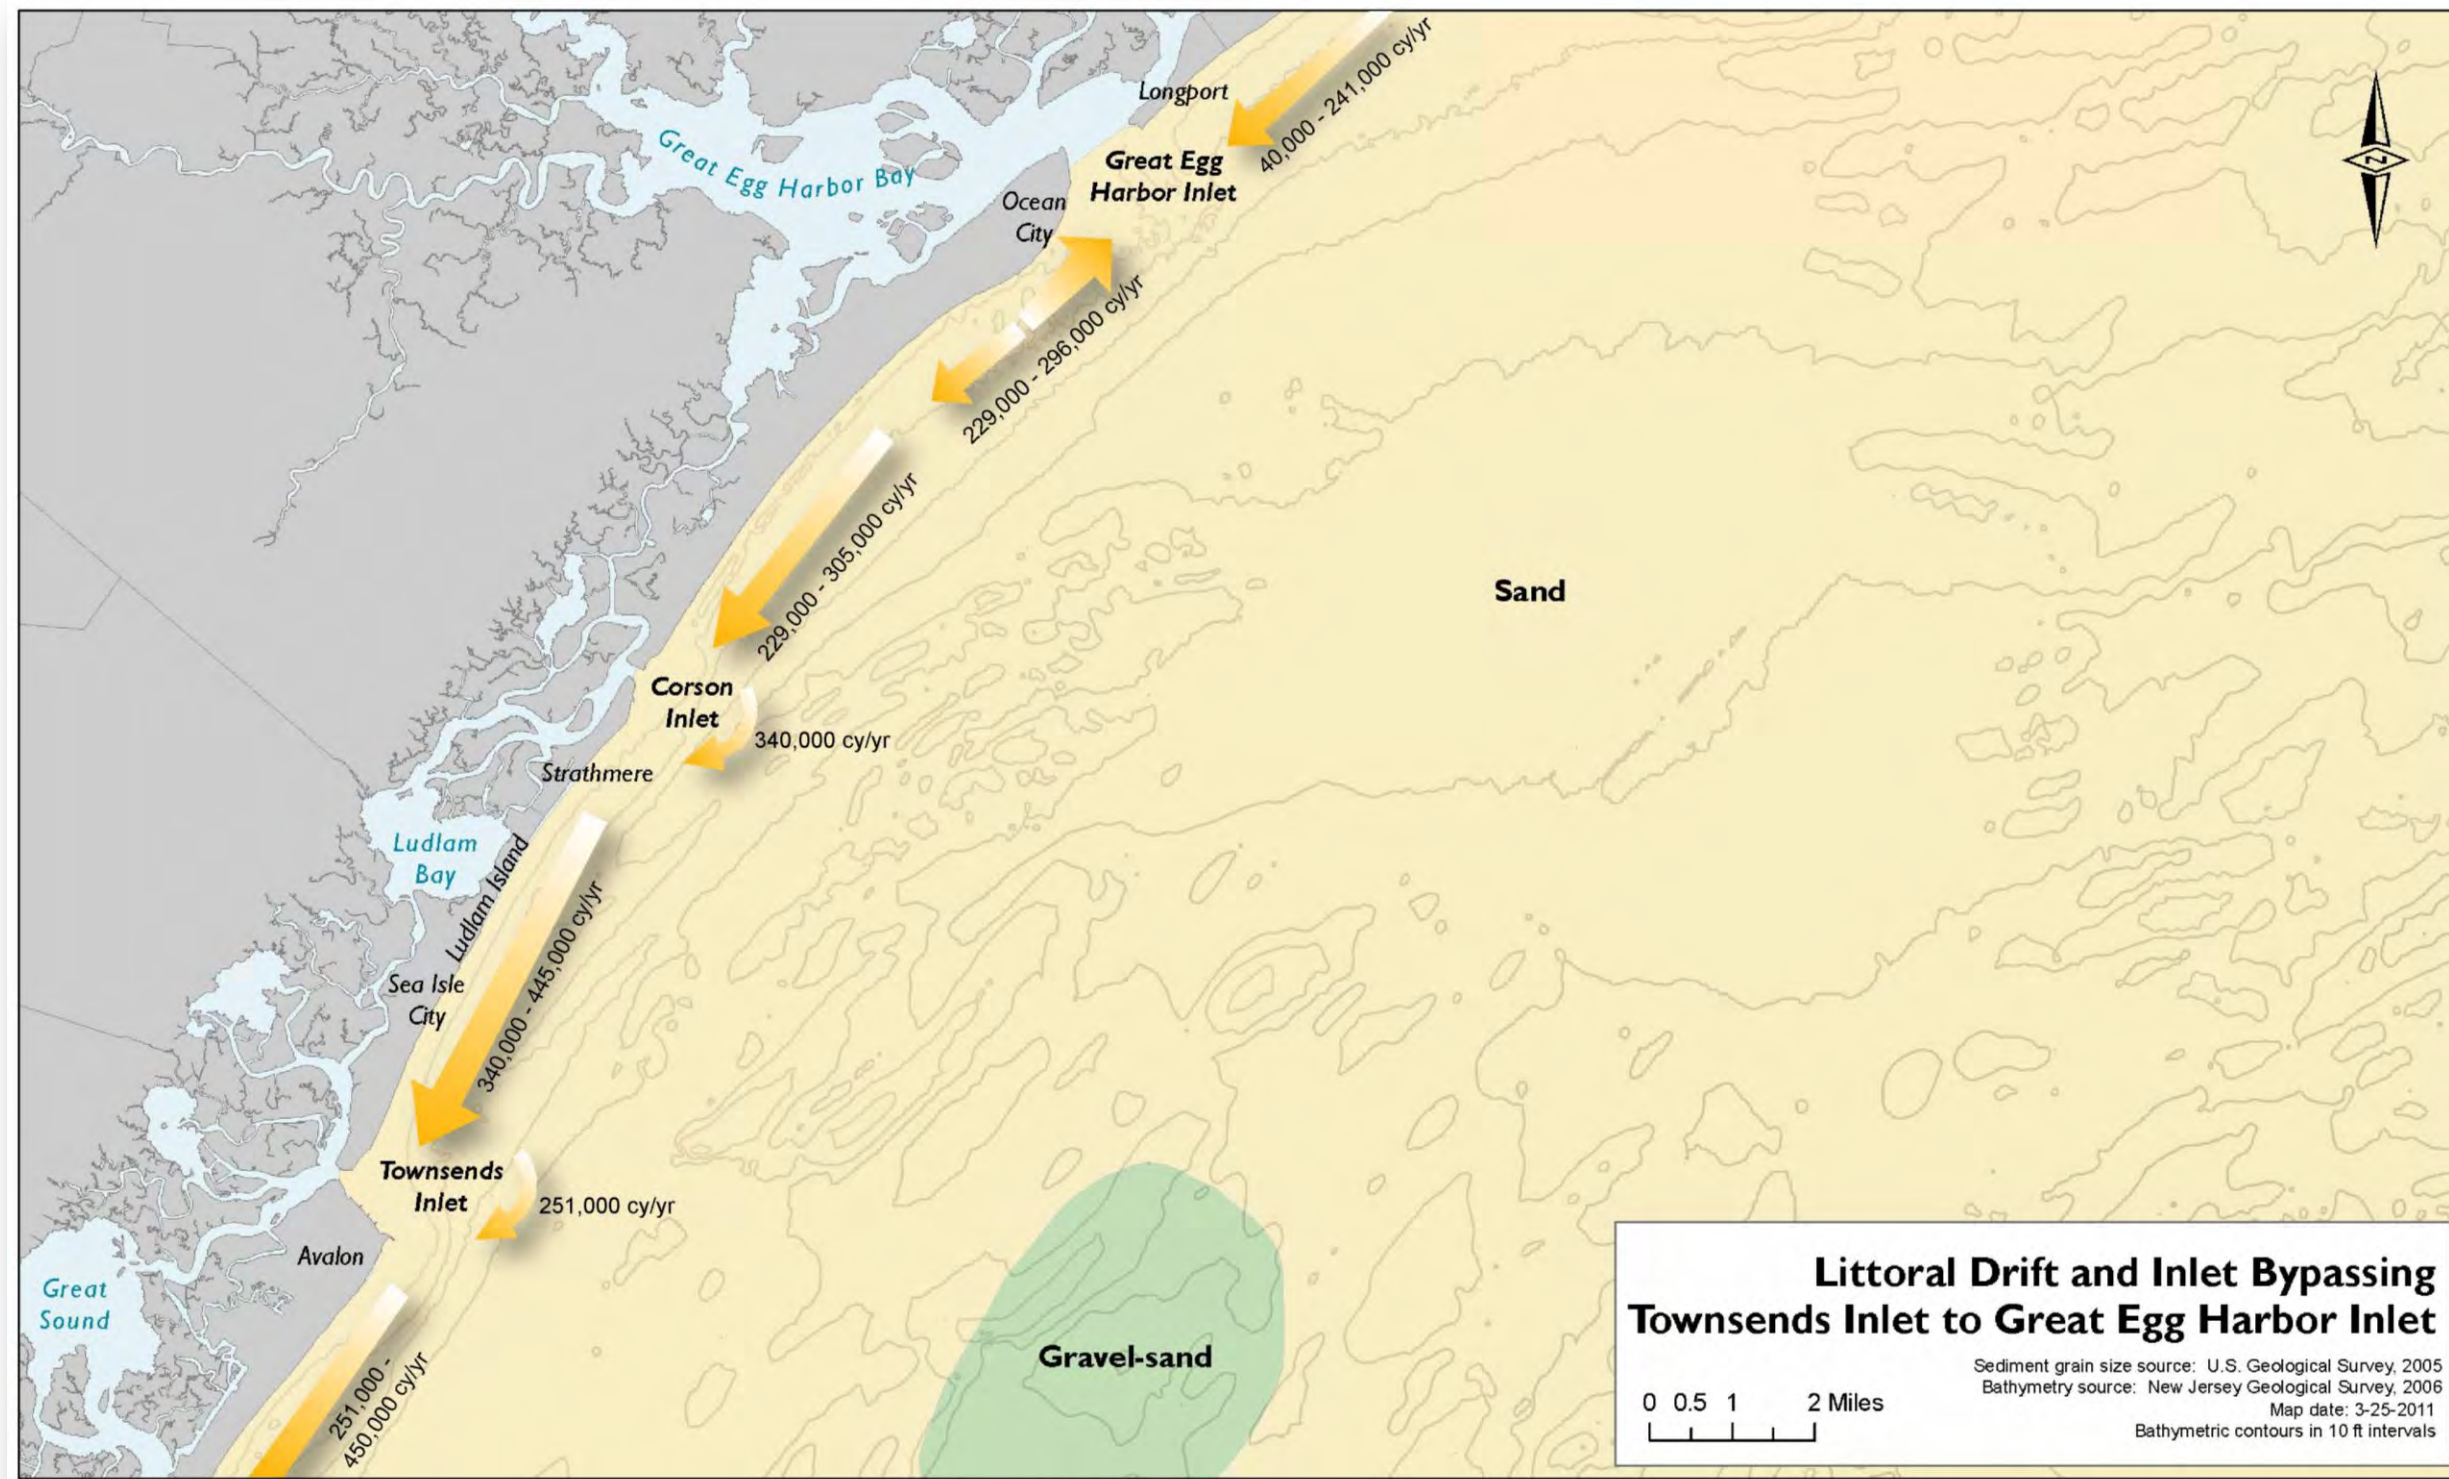 Longport
40,000 - 241,000 cy/yr
Great Egg
Harbor Inlet
Great Egg Harbor Bay
Ocean
City
229,000 - 296,000 cy/yr
229,000 - 305,000 cy/yr
N
Sand
Corson
Inlet
340,000 cy/yr
Strathmere
Ludlam
Bay
Ludlam Island
340,000 - 445,000 cy/yr
Sea Isle
City
Townsends
Inlet
251,000 cy/yr
Avalon
Great
Sound
251,000 -
450,000 cy/yr
Gravel-sand
Littoral Drift and Inlet Bypassing
Townsends Inlet to Great Egg Harbor Inlet
Sediment grain size source: U.S. Geological Survey, 2005
Bathymetry source: New Jersey Geological Survey, 2006
Map date: 3-25-2011
Bathymetric contours in 10 ft intervals
0 0.5 1 2 Miles